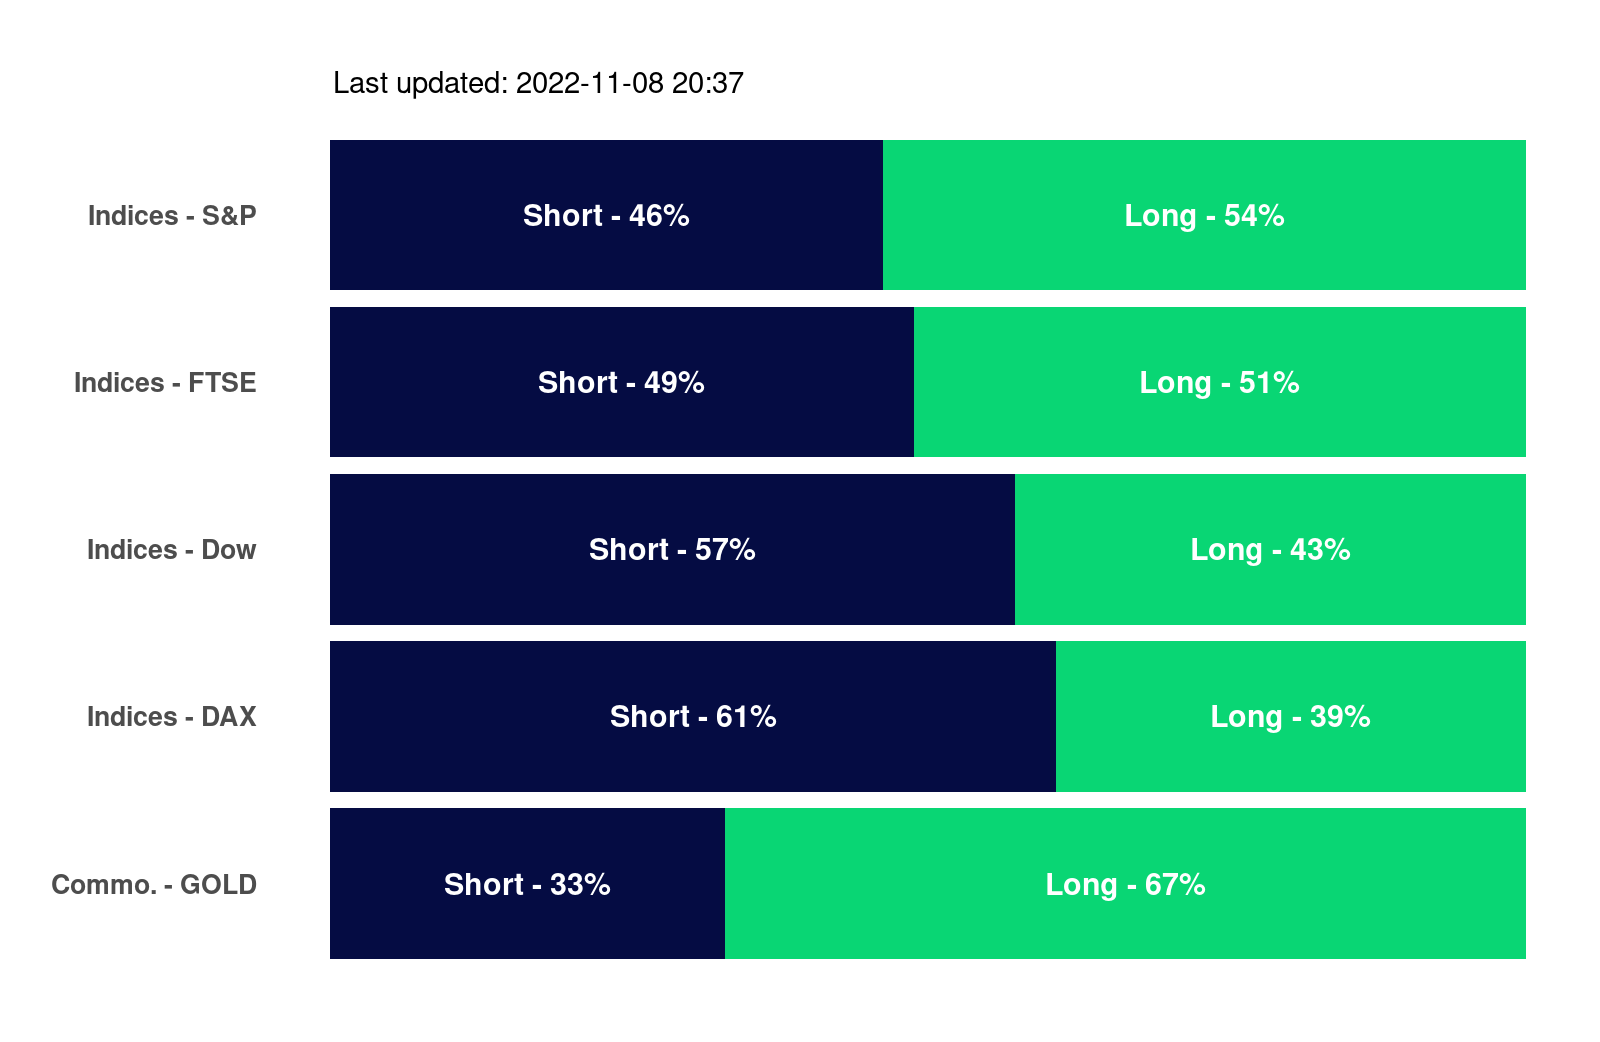 Last updated: 2022-11-08 20:37
Indices - S&P Short - 46% Long - 54%
Indices - FTSE Short - 49% Long - 51%
Indices - Dow Short - 57% Long - 43%
Indices - DAX Short - 61% Long - 39%
Commo. - GOLD Short - 33% Long - 67%